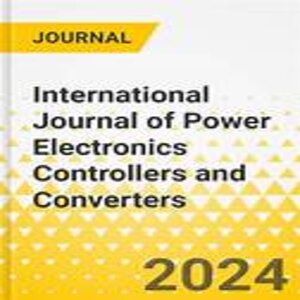 JOURNAL
International
Journal of Power
Electronics
Controllers and
Converters
2024